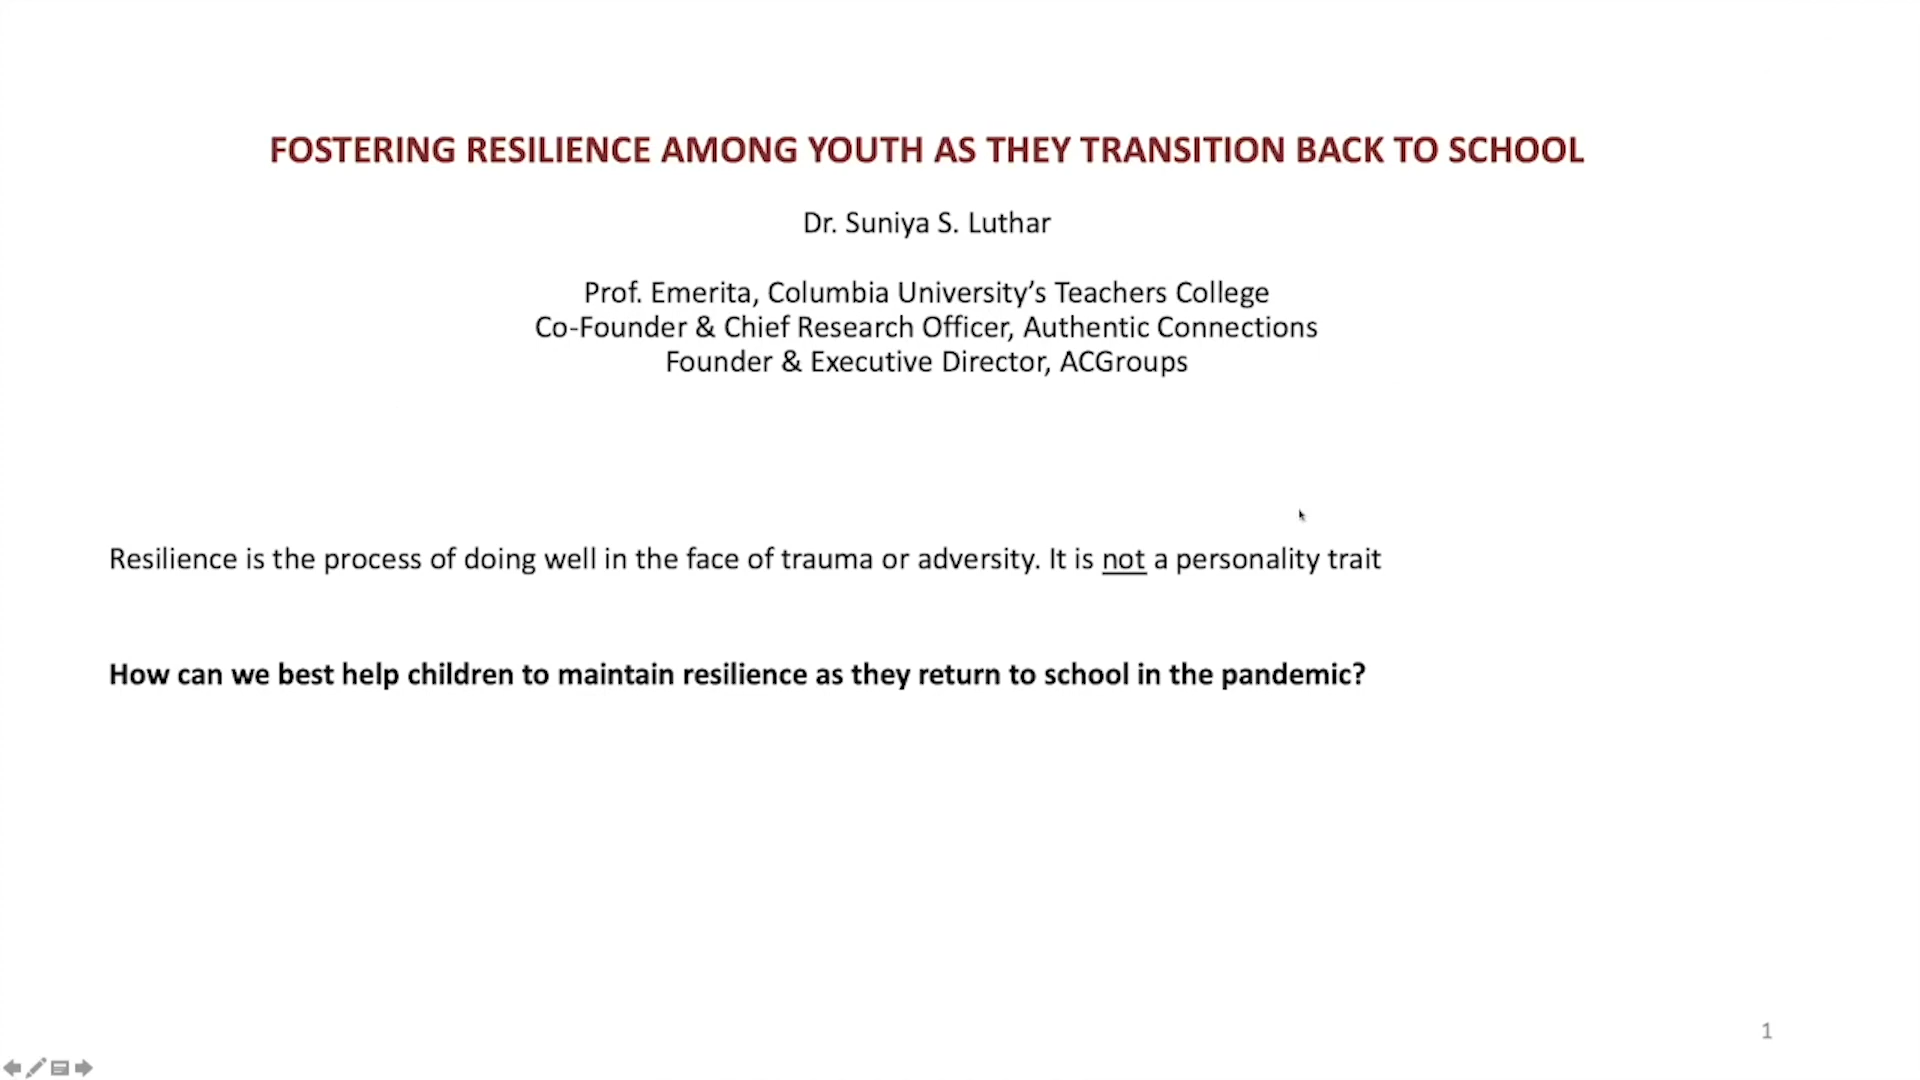 FOSTERING RESILIENCE AMONG YOUTH AS THEY TRANSITION BACK TO SCHOOL
Dr. Suniya S. Luthar
Prof. Emerita, Columbia University’s Teachers College
Co-Founder & Chief Research Officer, Authentic Connections
Founder & Executive Director, ACGroups
Resilience is the process of doing well in the face of trauma or adversity. It is not a personality trait
How can we best help children to maintain resilience as they return to school in the pandemic?
1